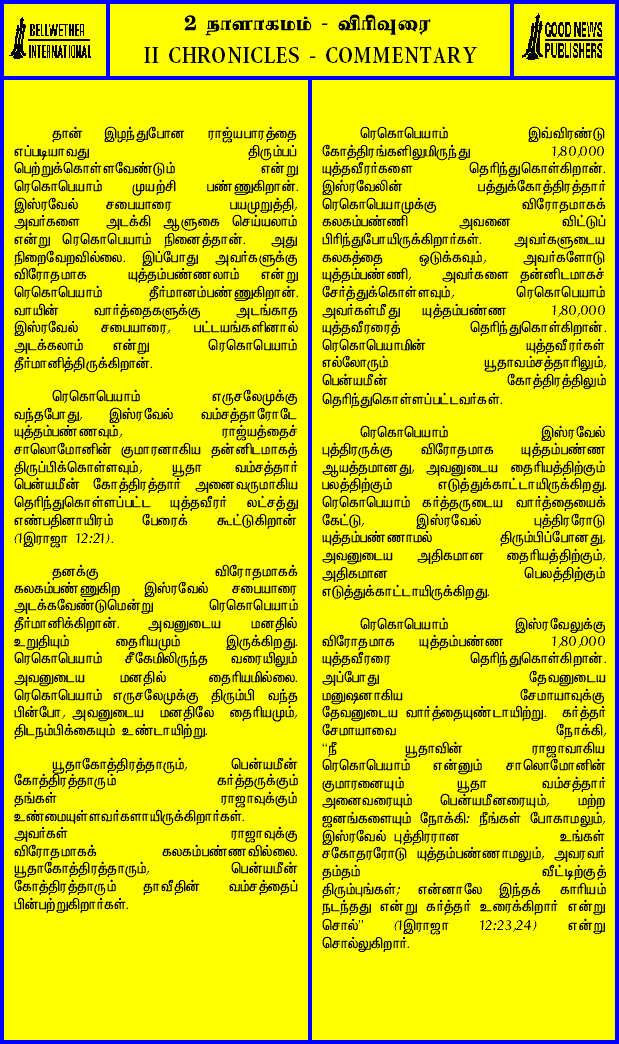 BELLWETHER
INTERNATIONAL
2 நாளாகமம் - விரிவுரை
II CHRONICLES - COMMENTARY
GOOD NEWS
PUBLISHERS
தான் இழந்துபோன ராஜ்யபாரத்தை
எப்படியாவது திரும்பப்
பெற்றுக்கொள்ளவேண்டும் என்று
ரெகொபெயாம் முயற்சி பண்ணுகிறான்.
இஸ்ரவேல் சபையாரை பயமுறுத்தி,
அவர்களை அடக்கி ஆளுகை செய்யலாம்
என்று ரெகொபெயாம் நினைத்தான். அது
நிறைவேறவில்லை. இப்போது அவர்களுக்கு
விரோதமாக யுத்தம்பண்ணலாம் என்று
ரெகொபெயாம் தீர்மானம்பண்ணுகிறான்.
வாயின் வார்த்தைகளுக்கு அடங்காத
இஸ்ரவேல் சபையாரை, பட்டயங்களினால்
அடக்கலாம் என்று ரெகொபெயாம்
தீர்மானித்திருக்கிறான்.
ரெகொபெயாம் எருசலேமுக்கு
வந்தபோது, இஸ்ரவேல் வம்சத்தாரோடே
யுத்தம்பண்ணவும், ராஜ்யத்தைச்
சாலொமோனின் குமாரனாகிய தன்னிடமாகத்
திருப்பிக்கொள்ளவும், யூதா வம்சத்தார்
பென்யமீன் கோத்திரத்தார் அனைவருமாகிய
தெரிந்துகொள்ளப்பட்ட யுத்தவீரர் லட்சத்து
எண்பதினாயிரம் பேரைக் கூட்டுகிறான்
(1இராஜா 12:21).
தனக்கு விரோதமாகக்
கலகம்பண்ணுகிற இஸ்ரவேல் சபையாரை
அடக்கவேண்டுமென்று ரெகொபெயாம்
தீர்மானிக்கிறான். அவனுடைய மனதில்
உறுதியும் தைரியமும் இருக்கிறது.
ரெகொபெயாம் சீகேமிலிருந்த வரையிலும்
அவனுடைய மனதில் தைரியமில்லை.
ரெகொபெயாம் எருசலேமுக்கு திரும்பி வந்த
பின்போ, அவனுடைய மனதிலே தைரியமும்,
திடநம்பிக்கையும் உண்டாயிற்று.
யூதாகோத்திரத்தாரும், பென்யமீன்
கோத்திரத்தாரும் கர்த்தருக்கும்
தங்கள் ராஜாவுக்கும்
உண்மையுள்ளவர்களாயிருக்கிறார்கள்.
அவர்கள் ராஜாவுக்கு
விரோதமாகக் கலகம்பண்ணவில்லை.
யூதாகோத்திரத்தாரும், பென்யமீன்
கோத்திரத்தாரும் தாவீதின் வம்சத்தைப்
பின்பற்றுகிறார்கள்.
ரெகொபெயாம் இவ்விரண்டு
கோத்திரங்களிலுமிருந்து 1,80,000
யுத்தவீரர்களை தெரிந்துகொள்கிறான்.
இஸ்ரவேலின் பத்துக்கோத்திரத்தார்
ரெகொபெயாமுக்கு விரோதமாகக்
கலகம்பண்ணி அவனை விட்டுப்
பிரிந்துபோயிருக்கிறார்கள். அவர்களுடைய
கலகத்தை ஒடுக்கவும், அவர்களோடு
யுத்தம்பண்ணி, அவர்களை தன்னிடமாகச்
சேர்த்துக்கொள்ளவும், ரெகொபெயாம்
அவர்கள்மீது யுத்தம்பண்ண 1,80,000
யுத்தவீரரைத் தெரிந்துகொள்கிறான்.
ரெகொபெயாமின் யுத்தவீரர்கள்
எல்லோரும் யூதாவம்சத்தாரிலும்,
பென்யமீன் கோத்திரத்திலும்
தெரிந்துகொள்ளப்பட்டவர்கள்.
ரெகொபெயாம் இஸ்ரவேல்
புத்திரருக்கு விரோதமாக யுத்தம்பண்ண
ஆயத்தமானது, அவனுடைய தைரியத்திற்கும்
பலத்திற்கும் எடுத்துக்காட்டாயிருக்கிறது.
ரெகொபெயாம் கர்த்தருடைய வார்த்தையைக்
கேட்டு, இஸ்ரவேல் புத்திரரோடு
யுத்தம்பண்ணாமல் திரும்பிப்போனது,
அவனுடைய அதிகமான தைரியத்திற்கும்,
அதிகமான பெலத்திற்கும்
எடுத்துக்காட்டாயிருக்கிறது.
ரெகொபெயாம் இஸ்ரவேலுக்கு
விரோதமாக யுத்தம்பண்ண 1,80,000
யுத்தவீரரை தெரிந்துகொள்கிறான்.
அப்போது தேவனுடைய
மனுஷனாகிய சேமாயாவுக்கு
தேவனுடைய வார்த்தையுண்டாயிற்று. கர்த்தர்
சேமாயாவை நோக்கி,
“நீ யூதாவின் ராஜாவாகிய
ரெகொபெயாம் என்னும் சாலொமோனின்
குமாரனையும் யூதா வம்சத்தார்
அனைவரையும் பென்யமீனரையும், மற்ற
ஜனங்களையும் நோக்கி: நீங்கள் போகாமலும்,
இஸ்ரவேல் புத்திரரான உங்கள்
சகோதரரோடு யுத்தம்பண்ணாமலும், அவரவர்
தம்தம் வீட்டிற்குத்
திரும்புங்கள்; என்னாலே இந்தக் காரியம்
நடந்தது என்று கர்த்தர் உரைக்கிறார் என்று
சொல்” (1இராஜா 12:23,24) என்று
சொல்லுகிறார்.